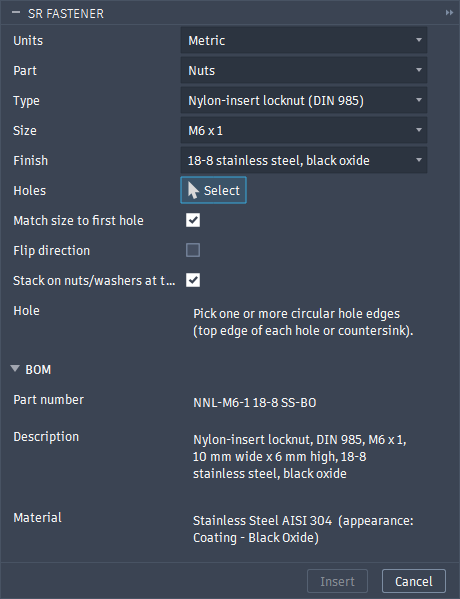 SR FASTENER
Units Metric
Part Nuts
Type Nylon-insert locknut (DIN 985)
Size M6 x 1
Finish 18-8 stainless steel, black oxide
Holes Select
Match size to first hole
Flip direction
Stack on nuts/washers at t...
Hole Pick one or more circular hole edges
(top edge of each hole or countersink).
BOM
Part number NNL-M6-1 18-8 SS-BO
Description Nylon-insert locknut, DIN 985, M6 x 1,
10 mm wide x 6 mm high, 18-8
stainless steel, black oxide
Material Stainless Steel AISI 304 (appearance:
Coating - Black Oxide)
Insert Cancel